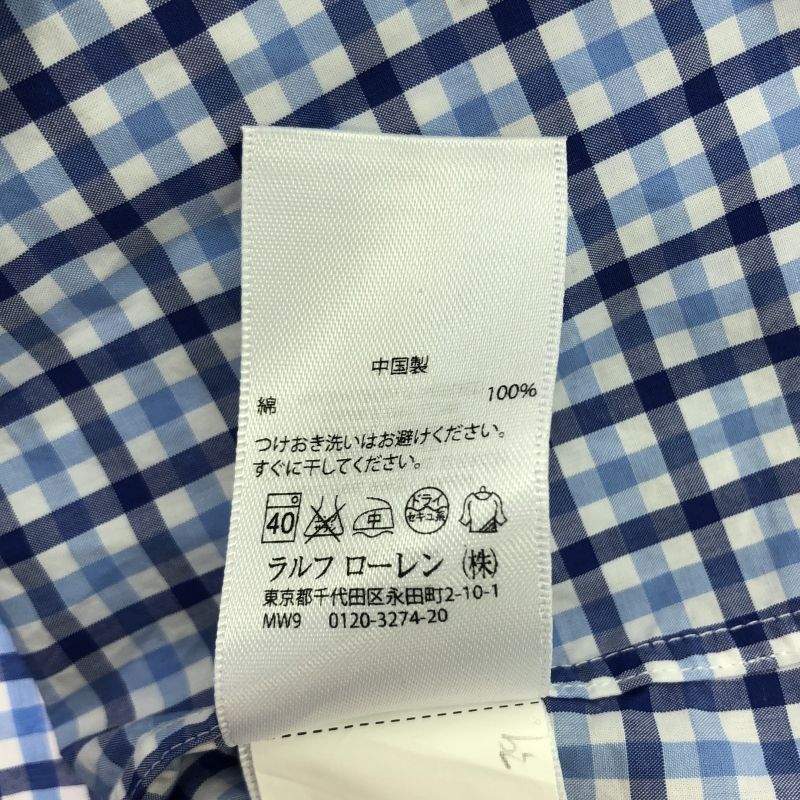 中国製
綿 100%
つけおき洗いはお避けください。
すぐに干してください。
40 中 ドライ セキユ系
ラルフ ローレン (株)
東京都千代田区永田町2-10-1
MW9 0120-3274-20